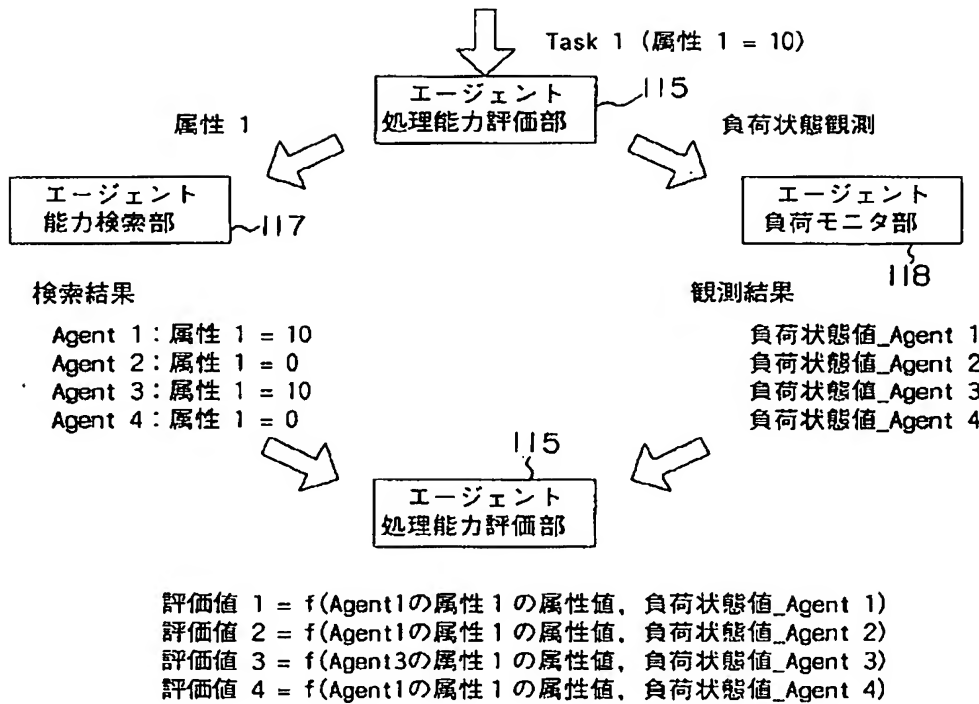 Task 1 (属性 1 = 10)
エージェント
処理能力評価部
115
属性 1
負荷状態観測
エージェント
能力検索部
117
エージェント
負荷モニタ部
118
検索結果
Agent 1：属性 1 = 10
Agent 2：属性 1 = 0
Agent 3：属性 1 = 10
Agent 4：属性 1 = 0
観測結果
負荷状態値_Agent 1
負荷状態値_Agent 2
負荷状態値_Agent 3
負荷状態値_Agent 4
115
エージェント
処理能力評価部
評価値 1 = f(Agent1の属性1の属性値, 負荷状態値_Agent 1)
評価値 2 = f(Agent1の属性1の属性値, 負荷状態値_Agent 2)
評価値 3 = f(Agent3の属性1の属性値, 負荷状態値_Agent 3)
評価値 4 = f(Agent1の属性1の属性値, 負荷状態値_Agent 4)